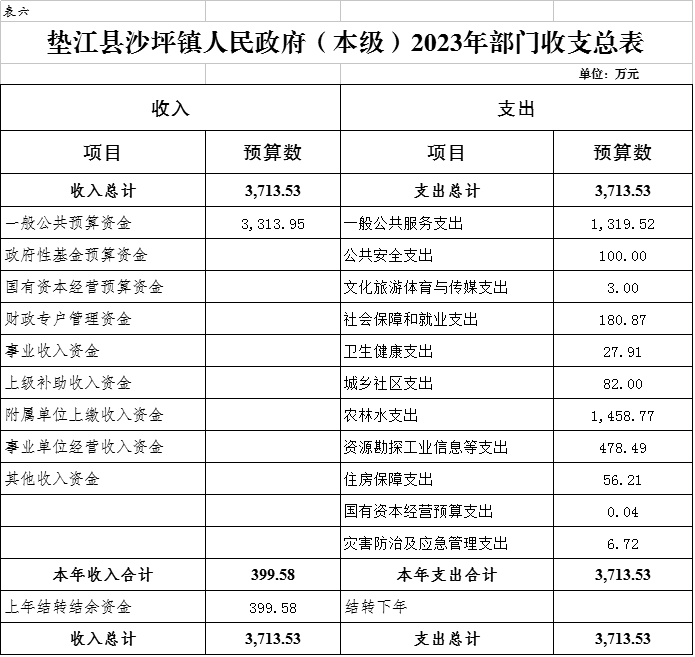 表六
垫江县沙坪镇人民政府（本级）2023年部门收支总表
单位：万元
收入 支出
项目 预算数 项目 预算数
收入总计 3,713.53 支出总计 3,713.53
一般公共预算资金 3,313.95 一般公共服务支出 1,319.52
政府性基金预算资金 公共安全支出 100.00
国有资本经营预算资金 文化旅游体育与传媒支出 3.00
财政专户管理资金 社会保障和就业支出 180.87
事业收入资金 卫生健康支出 27.91
上级补助收入资金 城乡社区支出 82.00
附属单位上缴收入资金 农林水支出 1,458.77
事业单位经营收入资金 资源勘探工业信息等支出 478.49
其他收入资金 住房保障支出 56.21
国有资本经营预算支出 0.04
灾害防治及应急管理支出 6.72
本年收入合计 399.58 本年支出合计 3,713.53
上年结转结余资金 399.58 结转下年
收入总计 3,713.53 支出总计 3,713.53